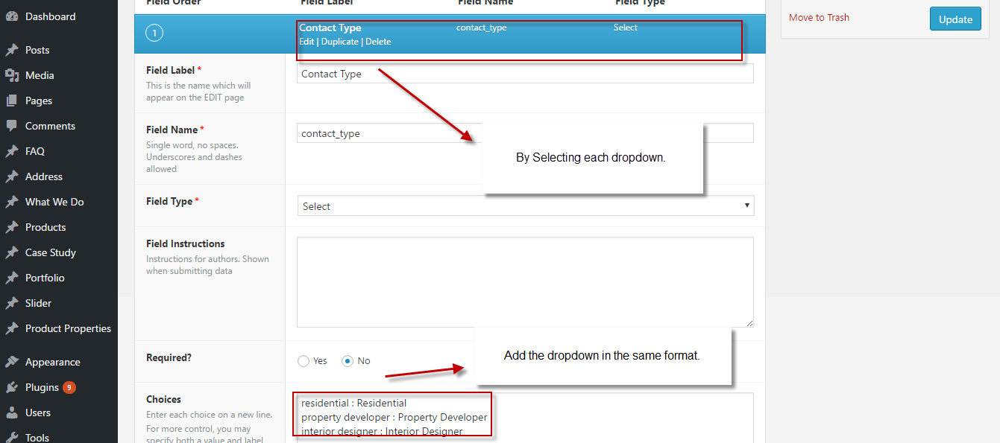 Dashboard
Posts
Media
Pages
Comments
FAQ
Address
What We Do
Products
Case Study
Portfolio
Slider
Product Properties
Appearance
Plugins 9
Users
Tools
Field Order Field Label Field Name Field Type
1 Contact Type contact_type Select
Edit | Duplicate | Delete
Field Label *
This is the name which will
appear on the EDIT page
Contact Type
Field Name *
Single word, no spaces.
Underscores and dashes
allowed
contact_type
By Selecting each dropdown.
Field Type *
Select
Field Instructions
Instructions for authors. Shown
when submitting data
Required?
Yes No
Add the dropdown in the same format.
Choices
Enter each choice on a new line.
For more control, you may
specify both a value and label
residential : Residential
property developer : Property Developer
interior designer : Interior Designer
Move to Trash
Update